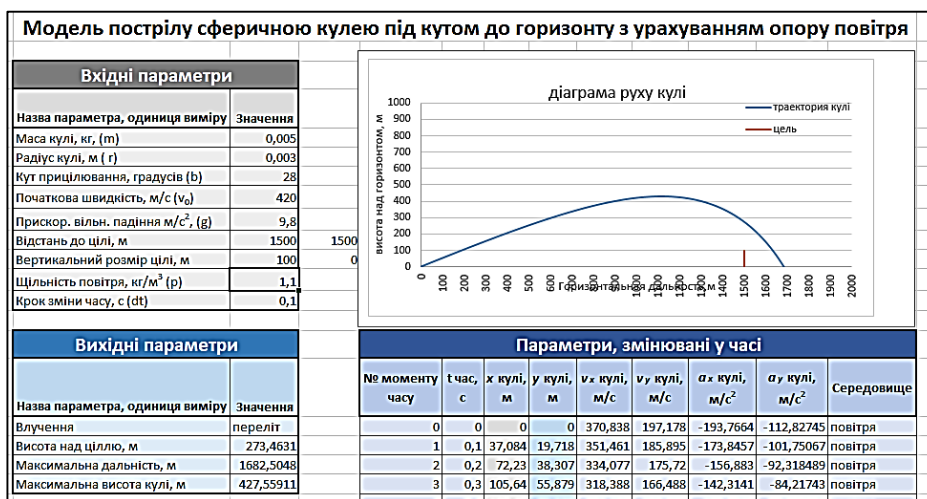 Модель пострілу сферичною кулею під кутом до горизонту з урахуванням опору повітря
Вхідні параметри
Назва параметра, одиниця виміру Значення
Маса кулі, кг, (m) 0,005
Радіус кулі, м ( r) 0,003
Кут прицілювання, градусів (b) 28
Початкова швидкість, м/с (v₀) 420
Прискор. вільн. падіння м/с², (g) 9,8
Відстань до цілі, м 1500 1500
Вертикальний розмір цілі, м 100 0
Щільність повітря, кг/м³ (p) 1,1
Крок зміни часу, с (dt) 0,1
діаграма руху кулі
траектория кулі
цель
висота над горизонтом, м
1000
900
800
700
600
500
400
300
200
100
0
0 100 200 300 400 500 600 700 800 900 1000 1100 1200 1300 1400 1500 1600 1700 1800 1900 2000
Горизонтальная дальность, м
Вихідні параметри
Назва параметра, одиниця виміру Значення
Влучення переліт
Висота над ціллю, м 273,4631
Максимальна дальність, м 1682,5048
Максимальна висота кулі, м 427,55911
Параметри, змінювані у часі
№ моменту часу t час, с x кулі, м y кулі, м vₓ кулі, м/с v y кулі, м/с a x кулі, м/с² a y кулі, м/с² Середовище
0 0 0 0 370,838 197,178 -193,7664 -112,82745 повітря
1 0,1 37,084 19,718 351,461 185,895 -173,8457 -101,75067 повітря
2 0,2 72,23 38,307 334,077 175,72 -156,883 -92,318489 повітря
3 0,3 105,64 55,879 318,388 166,488 -142,3141 -84,21743 повітря